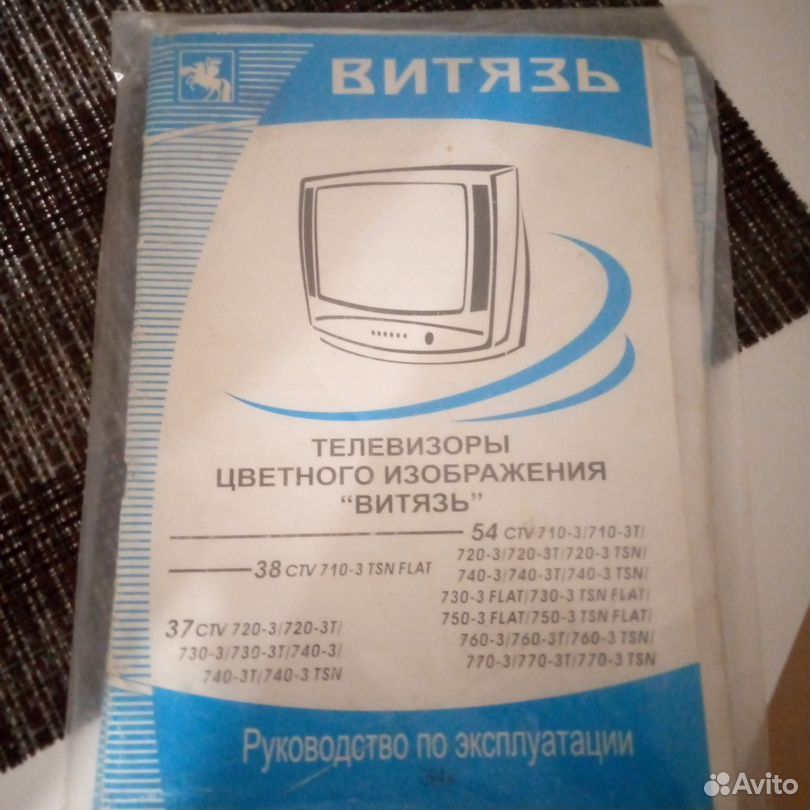 ВИТЯЗЬ
ТЕЛЕВИЗОРЫ
ЦВЕТНОГО ИЗОБРАЖЕНИЯ
“ВИТЯЗЬ”
54 CTV 710-3/710-3T/
720-3/720-3T/720-3 TSN/
740-3/740-3T/740-3 TSN/
730-3 FLAT/730-3 TSN FLAT/
750-3 FLAT/750-3 TSN FLAT/
760-3/760-3T/760-3 TSN/
770-3/770-3T/770-3 TSN
38 CTV 710-3 TSN FLAT
37 CTV 720-3/720-3T/
730-3/730-3T/740-3/
740-3T/740-3 TSN
Руководство по эксплуатации
Avito